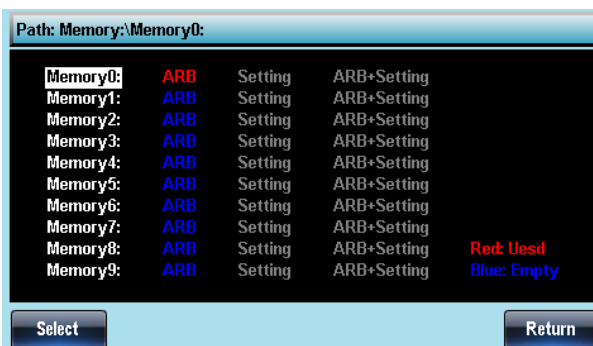 Path: Memory:\Memory0:
Memory0: ARB Setting ARB+Setting
Memory1: ARB Setting ARB+Setting
Memory2: ARB Setting ARB+Setting
Memory3: ARB Setting ARB+Setting
Memory4: ARB Setting ARB+Setting
Memory5: ARB Setting ARB+Setting
Memory6: ARB Setting ARB+Setting
Memory7: ARB Setting ARB+Setting
Memory8: ARB Setting ARB+Setting Red: Uesd
Memory9: ARB Setting ARB+Setting Blue: Empty
Select Return